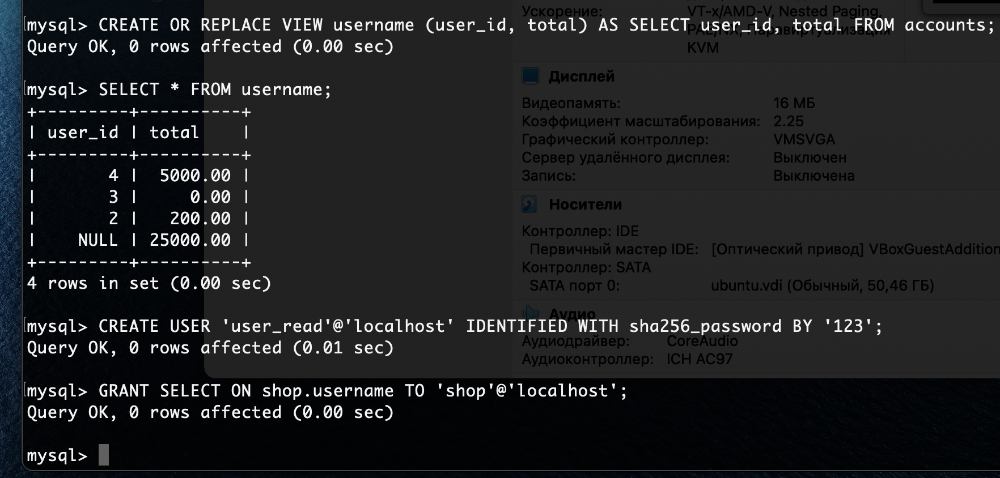 mysql> CREATE OR REPLACE VIEW username (user_id, total) AS SELECT user_id, total FROM accounts;
Query OK, 0 rows affected (0.00 sec)
mysql> SELECT * FROM username;
+---------+----------+
| user_id | total    |
+---------+----------+
|       4 |  5000.00 |
|       3 |     0.00 |
|       2 |   200.00 |
|    NULL | 25000.00 |
+---------+----------+
4 rows in set (0.00 sec)
mysql> CREATE USER 'user_read'@'localhost' IDENTIFIED WITH sha256_password BY '123';
Query OK, 0 rows affected (0.01 sec)
mysql> GRANT SELECT ON shop.username TO 'shop'@'localhost';
Query OK, 0 rows affected (0.00 sec)
mysql>
Ускорение: VT-x/AMD-V, Nested Paging,
PAE/NX, Паравиртуализация
KVM
Дисплей
Видеопамять: 16 МБ
Коэффициент масштабирования: 2.25
Графический контроллер: VMSVGA
Сервер удалённого дисплея: Выключен
Запись: Выключена
Носители
Контроллер: IDE
Первичный мастер IDE: [Оптический привод] VBoxGuestAddition
Контроллер: SATA
SATA порт 0: ubuntu.vdi (Обычный, 50,46 ГБ)
Аудио
Аудиодрайвер: CoreAudio
Аудиоконтроллер: ICH AC97